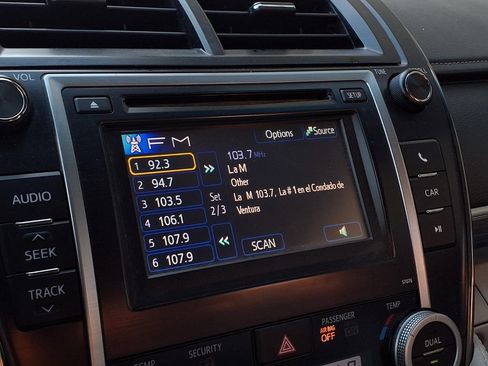 VOL
TUNE
SETUP
FM
Options
Source
AUDIO
SEEK
TRACK
1 92.3
2 94.7
3 103.5
4 106.1
5 107.9
6 107.9
Set
2/3
103.7 MHz
La M
Other
La M 103.7, La # 1 en el Condado de
Ventura
SCAN
CAR
57076
TEMP
SECURITY
PASSENGER
AIR BAG
OFF
TEMP
DUAL